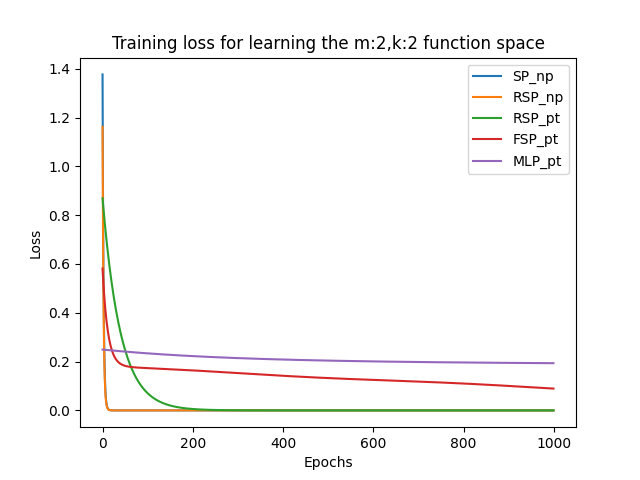 Training loss for learning the m:2,k:2 function space
1.4
1.2
1.0
0.8
0.6
0.4
0.2
0.0
Loss
SP_np
RSP_np
RSP_pt
FSP_pt
MLP_pt
0
200
400
600
800
1000
Epochs